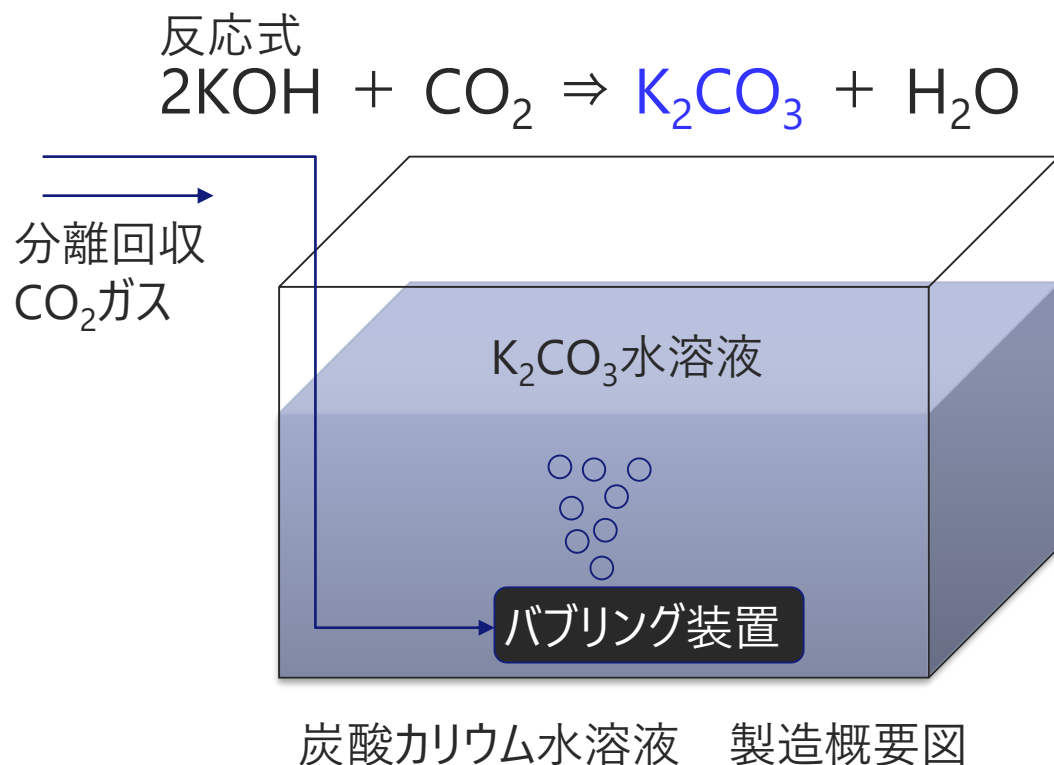 反応式
2KOH + CO₂ ⇒ K₂CO₃ + H₂O
分離回収
CO₂ガス
K₂CO₃水溶液
バブリング装置
炭酸カリウム水溶液　製造概要図